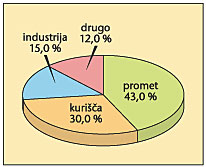 drugo
12,0 %
industrija
15,0 %
promet
43,0 %
kurišča
30,0 %